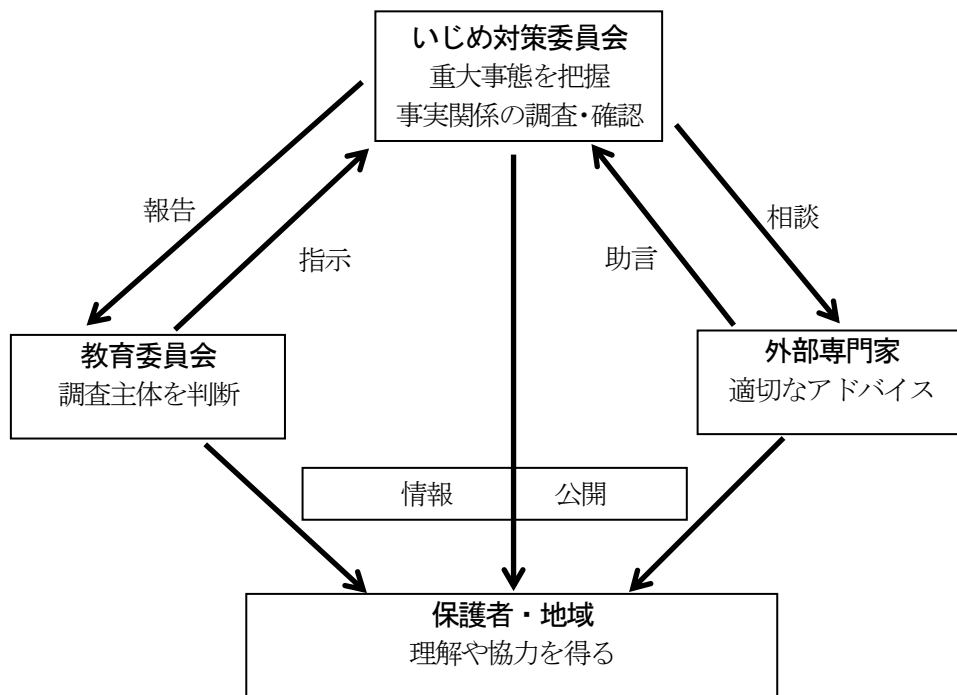 いじめ対策委員会
重大事態を把握
事実関係の調査・確認
報告
指示
助言
相談
教育委員会
調査主体を判断
外部専門家
適切なアドバイス
情報 公開
保護者・地域
理解や協力を得る